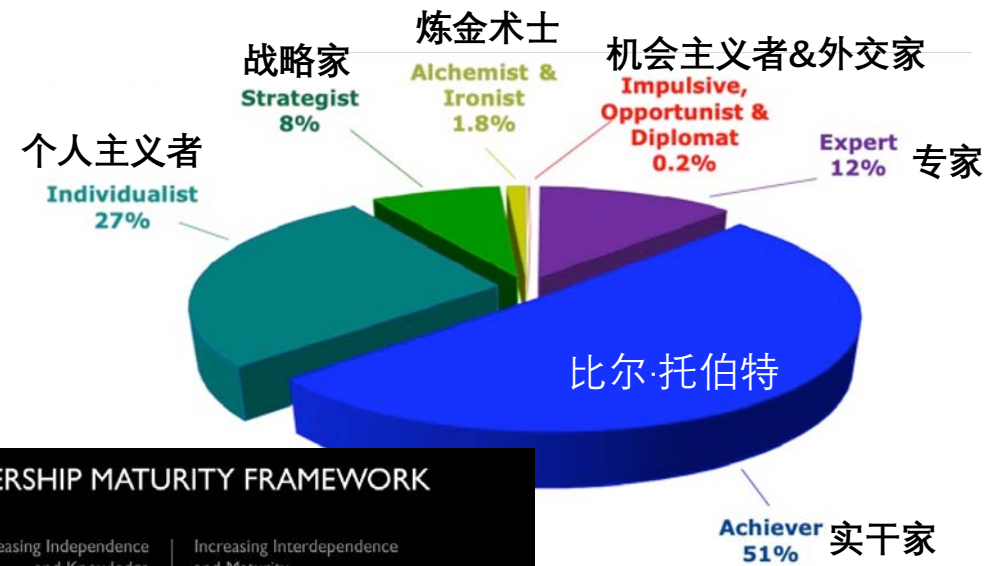 炼金术士
Alchemist &
Ironist
1.8%
战略家
Strategist
8%
机会主义者&外交家
Impulsive,
Opportunist &
Diplomat
0.2%
个人主义者
Individualist
27%
Expert
12%
专家
比尔·托伯特
Achiever
51%
实干家
MATURITY FRAMEWORK
Independence
Increasing Interdependence